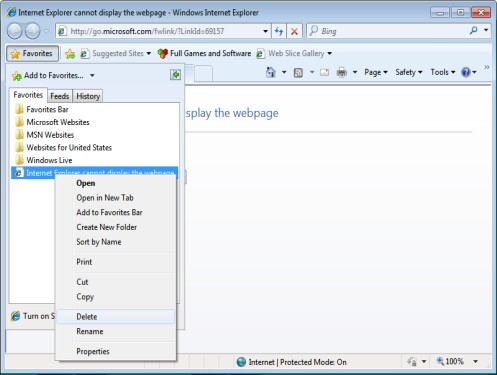 Internet Explorer cannot display the webpage - Windows Internet Explorer
http://go.microsoft.com/fwlink/?LinkId=69157
Bing
Favorites
Suggested Sites
Full Games and Software
Web Slice Gallery
Add to Favorites...
Page
Safety
Tools
Favorites
Feeds
History
Favorites Bar
Microsoft Websites
MSN Websites
Websites for United States
Windows Live
Internet Explorer cannot display the webpage
splay the webpage
Open
Open in New Tab
Add to Favorites Bar
Create New Folder
Sort by Name
Print
Cut
Copy
Delete
Rename
Properties
Turn on S
Internet | Protected Mode: On
100%